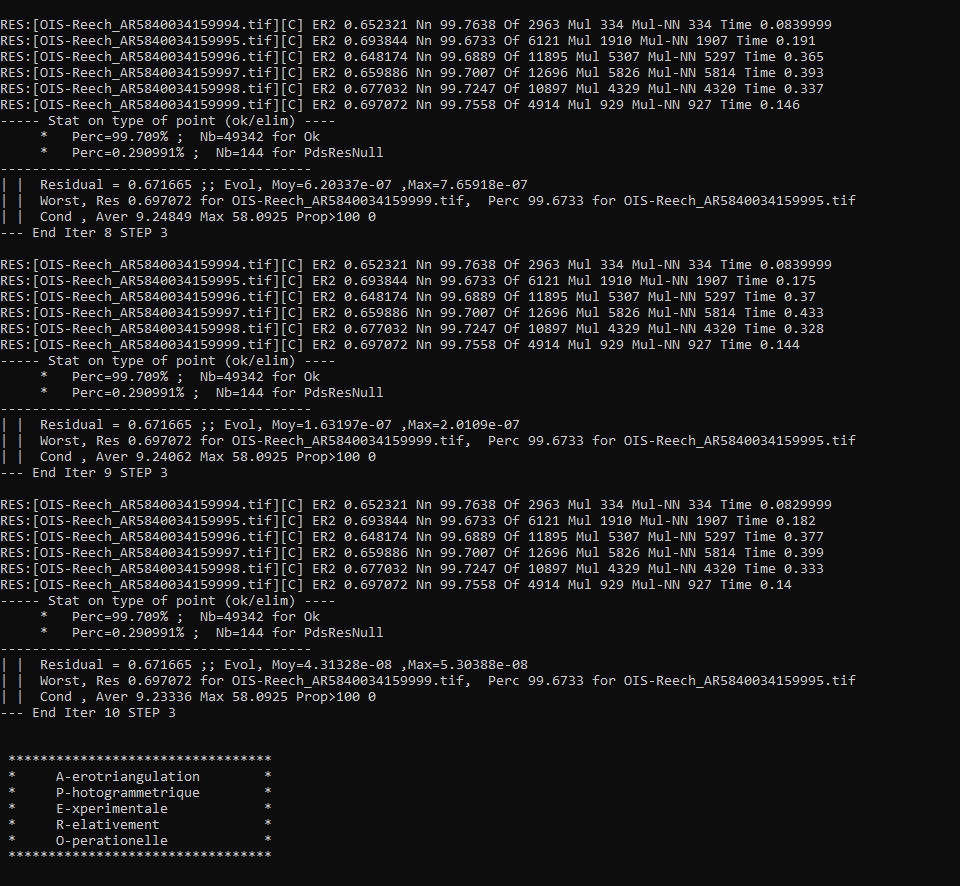 RES:[OIS-Reech_AR5840034159994.tif][C] ER2 0.652321 Nn 99.7638 Of 2963 Mul 334 Mul-NN 334 Time 0.0839999
RES:[OIS-Reech_AR5840034159995.tif][C] ER2 0.693844 Nn 99.6733 Of 6121 Mul 1910 Mul-NN 1907 Time 0.191
RES:[OIS-Reech_AR5840034159996.tif][C] ER2 0.648174 Nn 99.6889 Of 11895 Mul 5307 Mul-NN 5297 Time 0.365
RES:[OIS-Reech_AR5840034159997.tif][C] ER2 0.659886 Nn 99.7007 Of 12696 Mul 5826 Mul-NN 5814 Time 0.393
RES:[OIS-Reech_AR5840034159998.tif][C] ER2 0.677032 Nn 99.7247 Of 10897 Mul 4329 Mul-NN 4320 Time 0.337
RES:[OIS-Reech_AR5840034159999.tif][C] ER2 0.697072 Nn 99.7558 Of 4914 Mul 929 Mul-NN 927 Time 0.146
----- Stat on type of point (ok/elim) ----
     *   Perc=99.709% ;  Nb=49342 for Ok
     *   Perc=0.290991% ;  Nb=144 for PdsResNull
---------------------------------------
| |  Residual = 0.671665 ;; Evol, Moy=6.20337e-07 ,Max=7.65918e-07
| |  Worst, Res 0.697072 for OIS-Reech_AR5840034159999.tif,  Perc 99.6733 for OIS-Reech_AR5840034159995.tif
| |  Cond , Aver 9.24849 Max 58.0925 Prop>100 0
--- End Iter 8 STEP 3
RES:[OIS-Reech_AR5840034159994.tif][C] ER2 0.652321 Nn 99.7638 Of 2963 Mul 334 Mul-NN 334 Time 0.0839999
RES:[OIS-Reech_AR5840034159995.tif][C] ER2 0.693844 Nn 99.6733 Of 6121 Mul 1910 Mul-NN 1907 Time 0.175
RES:[OIS-Reech_AR5840034159996.tif][C] ER2 0.648174 Nn 99.6889 Of 11895 Mul 5307 Mul-NN 5297 Time 0.37
RES:[OIS-Reech_AR5840034159997.tif][C] ER2 0.659886 Nn 99.7007 Of 12696 Mul 5826 Mul-NN 5814 Time 0.433
RES:[OIS-Reech_AR5840034159998.tif][C] ER2 0.677032 Nn 99.7247 Of 10897 Mul 4329 Mul-NN 4320 Time 0.328
RES:[OIS-Reech_AR5840034159999.tif][C] ER2 0.697072 Nn 99.7558 Of 4914 Mul 929 Mul-NN 927 Time 0.144
----- Stat on type of point (ok/elim) ----
     *   Perc=99.709% ;  Nb=49342 for Ok
     *   Perc=0.290991% ;  Nb=144 for PdsResNull
---------------------------------------
| |  Residual = 0.671665 ;; Evol, Moy=1.63197e-07 ,Max=2.0109e-07
| |  Worst, Res 0.697072 for OIS-Reech_AR5840034159999.tif,  Perc 99.6733 for OIS-Reech_AR5840034159995.tif
| |  Cond , Aver 9.24062 Max 58.0925 Prop>100 0
--- End Iter 9 STEP 3
RES:[OIS-Reech_AR5840034159994.tif][C] ER2 0.652321 Nn 99.7638 Of 2963 Mul 334 Mul-NN 334 Time 0.0829999
RES:[OIS-Reech_AR5840034159995.tif][C] ER2 0.693844 Nn 99.6733 Of 6121 Mul 1910 Mul-NN 1907 Time 0.182
RES:[OIS-Reech_AR5840034159996.tif][C] ER2 0.648174 Nn 99.6889 Of 11895 Mul 5307 Mul-NN 5297 Time 0.377
RES:[OIS-Reech_AR5840034159997.tif][C] ER2 0.659886 Nn 99.7007 Of 12696 Mul 5826 Mul-NN 5814 Time 0.399
RES:[OIS-Reech_AR5840034159998.tif][C] ER2 0.677032 Nn 99.7247 Of 10897 Mul 4329 Mul-NN 4320 Time 0.333
RES:[OIS-Reech_AR5840034159999.tif][C] ER2 0.697072 Nn 99.7558 Of 4914 Mul 929 Mul-NN 927 Time 0.14
----- Stat on type of point (ok/elim) ----
     *   Perc=99.709% ;  Nb=49342 for Ok
     *   Perc=0.290991% ;  Nb=144 for PdsResNull
---------------------------------------
| |  Residual = 0.671665 ;; Evol, Moy=4.31328e-08 ,Max=5.30388e-08
| |  Worst, Res 0.697072 for OIS-Reech_AR5840034159999.tif,  Perc 99.6733 for OIS-Reech_AR5840034159995.tif
| |  Cond , Aver 9.23336 Max 58.0925 Prop>100 0
--- End Iter 10 STEP 3
 *********************************
 *     A-erotriangulation        *
 *     P-hotogrammetrique        *
 *     E-xperimentale            *
 *     R-elativement             *
 *     O-perationelle            *
 *********************************